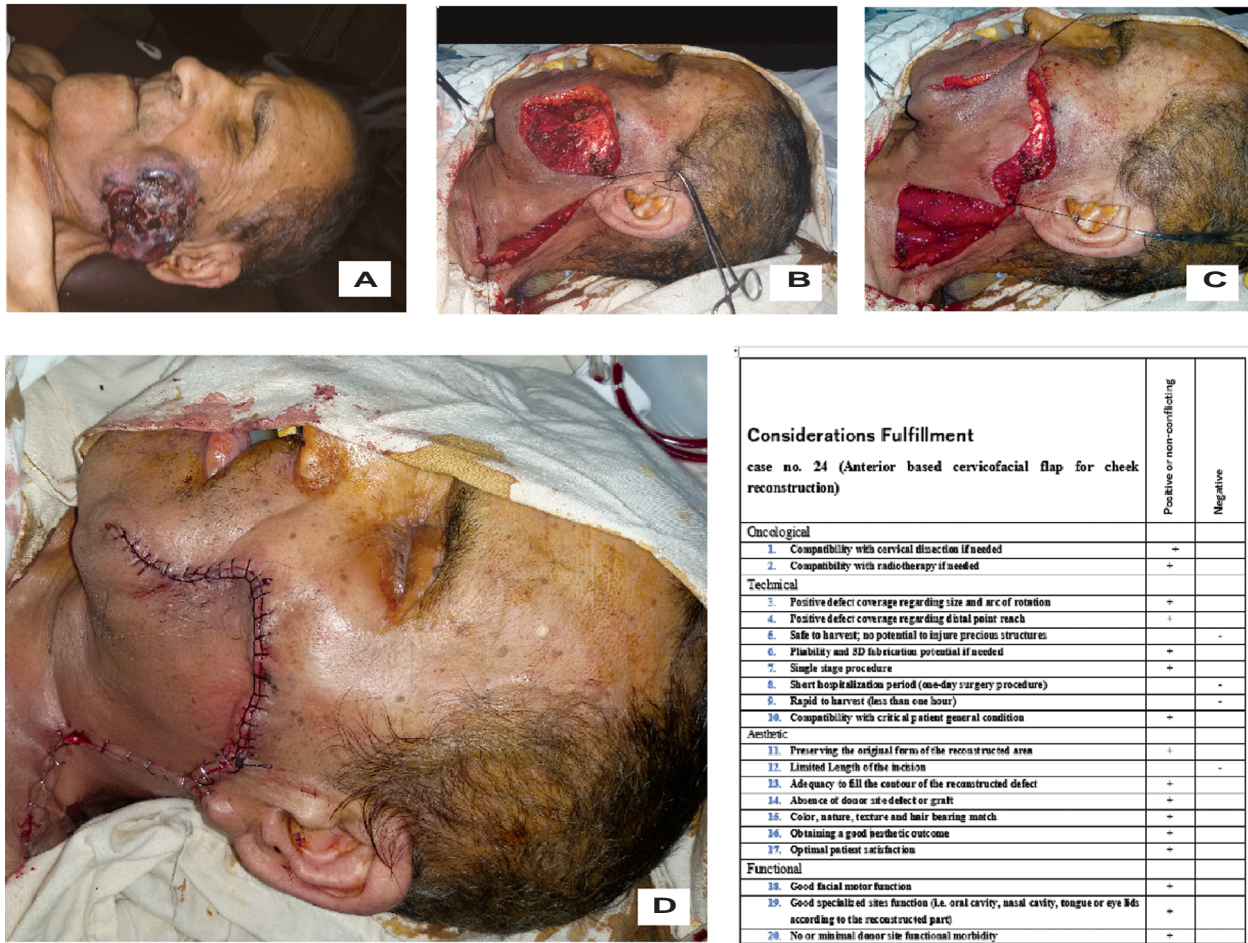 A
B
C
D
Considerations Fulfillment
case no. 24 (Anterior based cervicofacial flap for cheek
reconstruction)
Positive or non-conflicting
Negative
Oncological
1. Compatibility with cervical dissection if needed +
2. Compatibility with radiotherapy if needed +
Technical
3. Positive defect coverage regarding size and arc of rotation +
4. Positive defect coverage regarding distal point reach +
5. Safe to harvest; no potential to injure precious structures -
6. Pliability and 3D fabrication potential if needed +
7. Single stage procedure +
8. Short hospitalization period (one-day surgery procedure) -
9. Rapid to harvest (less than one hour) -
10. Compatibility with critical patient general condition +
Aesthetic
11. Preserving the original form of the reconstructed area +
12. Limited Length of the incision -
13. Adequacy to fill the contour of the reconstructed defect +
14. Absence of donor site defect or graft +
15. Color, nature, texture and hair bearing match +
16. Obtaining a good aesthetic outcome +
17. Optimal patient satisfaction +
Functional
18. Good facial motor function +
19. Good specialized sites function (i.e. oral cavity, nasal cavity, tongue or eye lids
according to the reconstructed part) +
20. No or minimal donor site functional morbidity +